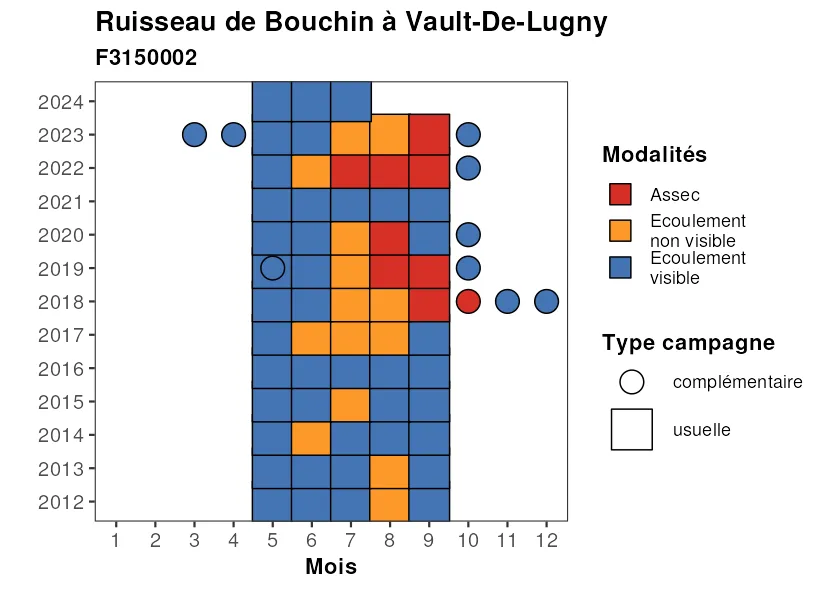 Ruisseau de Bouchin à Vault-De-Lugny
F3150002
2024
2023
2022
2021
2020
2019
2018
2017
2016
2015
2014
2013
2012
1 2 3 4 5 6 7 8 9 10 11 12
Mois
Modalités
Assec
Ecoulement
non visible
Ecoulement
visible
Type campagne
complémentaire
usuelle